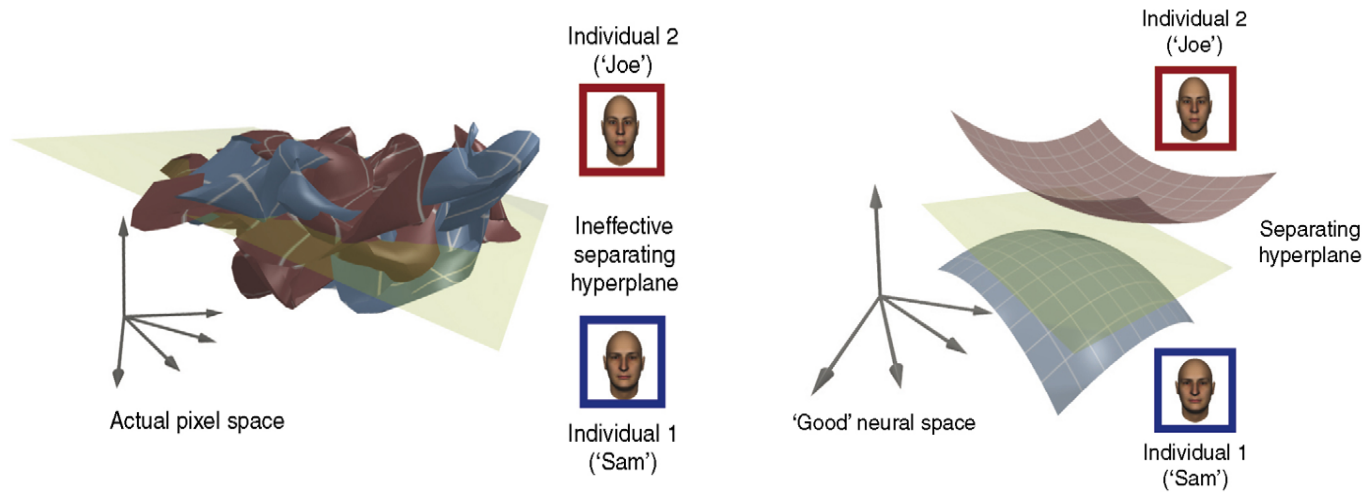 Individual 2
(‘Joe’)
Ineffective
separating
hyperplane
Actual pixel space
Individual 1
(‘Sam’)
Individual 2
(‘Joe’)
Separating
hyperplane
‘Good’ neural space
Individual 1
(‘Sam’)